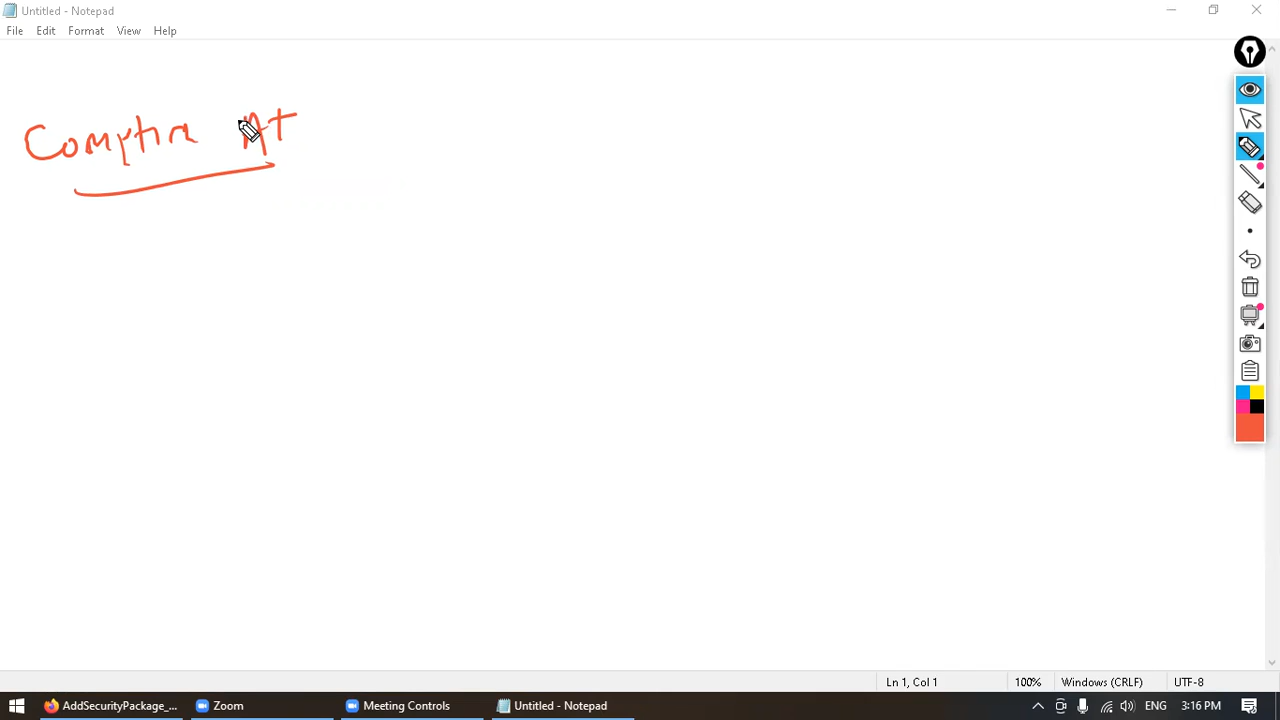 Untitled - Notepad
File Edit Format View Help
Comptia A+
Ln 1, Col 1 100% Windows (CRLF) UTF-8
AddSecurityPackage_... Zoom Meeting Controls Untitled - Notepad ENG 3:16 PM